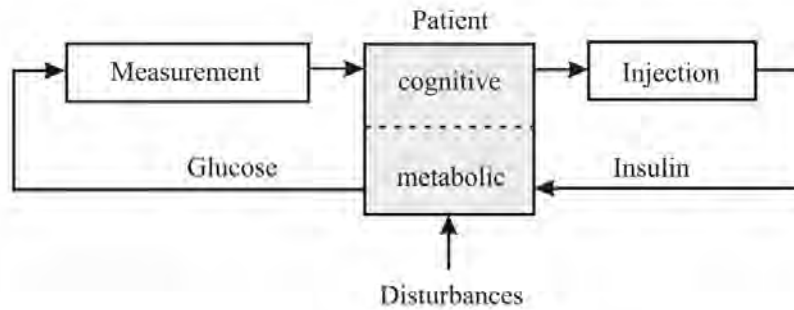 Patient
Measurement
cognitive
Injection
Glucose
metabolic
Insulin
Disturbances